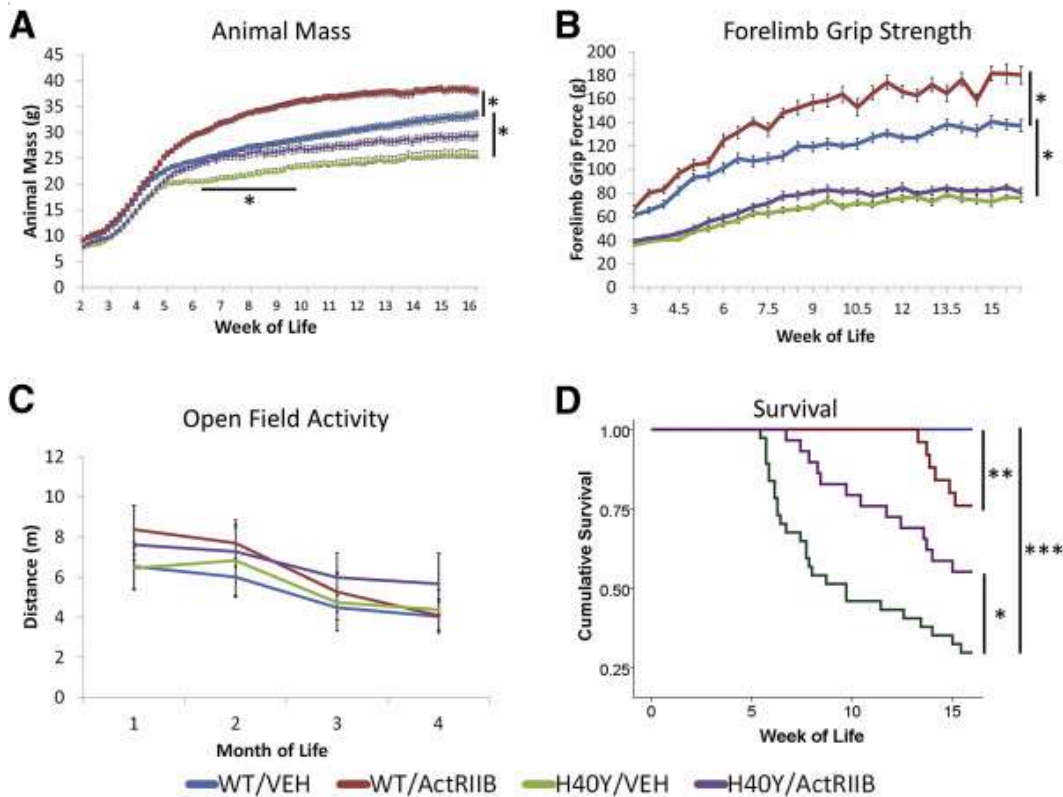 A
Animal Mass
Animal Mass (g)
45
40
35
30
25
20
15
10
5
0
*
*
*
2 3 4 5 6 7 8 9 10 11 12 13 14 15 16
Week of Life
B
Forelimb Grip Strength
Forelimb Grip Force (g)
200
180
160
140
120
100
80
60
40
20
0
*
*
3 4.5 6 7.5 9 10.5 12 13.5 15
Week of Life
C
Open Field Activity
Distance (m)
12
10
8
6
4
2
0
1 2 3 4
Month of Life
D
Survival
Cumulative Survival
1.00
0.75
0.50
0.25
**
***
*
0 5 10 15
Week of Life
WT/VEH WT/ActRIIB H40Y/VEH H40Y/ActRIIB